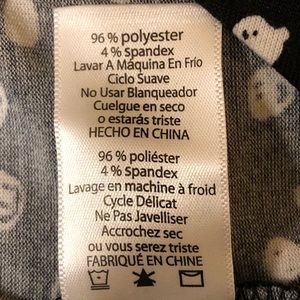 96 % polyester
4 % Spandex
Lavar A Máquina En Frío
Ciclo Suave
No Usar Blanqueador
Cuelgue en seco
o estarás triste
HECHO EN CHINA
96 % poliéster
4 % Spandex
Lavage en machine à froid
Cycle Délicat
Ne Pas Javelliser
Accrochez sec
ou vous serez triste
FABRIQUÉ EN CHINE